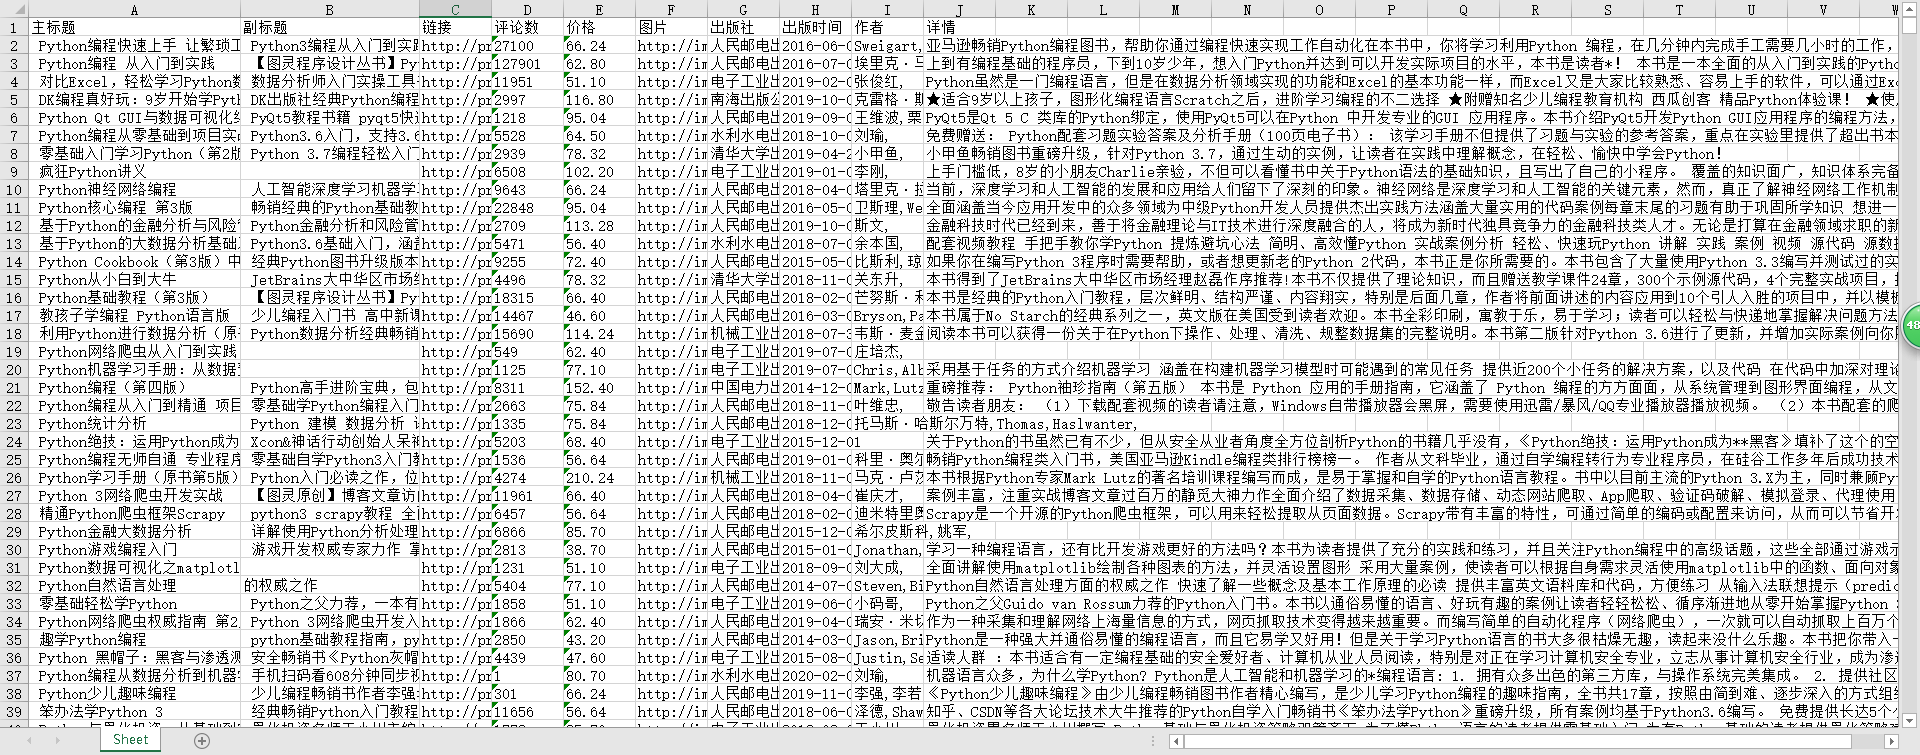 A B C D E F G H I J K L M N O P Q R S T U V W
1 主标题 副标题 链接 评论数 价格 图片 出版社 出版时间 作者 详情
2 Python编程快速上手 让繁琐工 Python3编程从入门到实践 http://pr 27100 66.24 http://im 人民邮电出 2016-06-0 Sweigart, 亚马逊畅销Python编程图书，帮助你通过编程快速实现工作自动化在本书中，你将学习利用Python 编程，在几分钟内完成手工需要几小时的工作，
3 Python编程 从入门到实践 【图灵程序设计丛书】Py http://pr 127901 62.80 http://im 人民邮电出 2016-07-0 埃里克·马 上到有编程基础的程序员，下到10岁少年，想入门Python并达到可以开发实际项目的水平，本书是读者*! 本书是一本全面的从入门到实践的Pytho
4 对比Excel，轻松学习Python数 数据分析师入门实操工具书 http://pr 11951 51.10 http://im 电子工业出 2019-02-0 张俊红, Python虽然是一门编程语言，但是在数据分析领域实现的功能和Excel的基本功能一样，而Excel又是大家比较熟悉、容易上手的软件，可以通过Exc
5 DK编程真好玩：9岁开始学Pyth DK出版社经典Python编程 http://pr 2997 116.80 http://im 南海出版公 2019-10-0 克雷格·斯 ★适合9岁以上孩子，图形化编程语言Scratch之后，进阶学习编程的不二选择 ★附赠知名少儿编程教育机构 西瓜创客 精品Python体验课! ★使
6 Python Qt GUI与数据可视化编 PyQt5教程书籍 pyqt5快速 http://pr 1218 95.04 http://im 人民邮电出 2019-09-0 王维波,栗 PyQt5是Qt 5 C 类库的Python绑定，使用PyQt5可以在Python 中开发专业的GUI 应用程序。本书介绍PyQt5开发Python GUI应用程序的编程方法，
7 Python编程从零基础到项目实战 Python3.6入门，支持3.6 http://pr 5528 64.50 http://im 水利水电出 2018-10-0 刘瑜, 免费赠送： Python配套习题实验答案及分析手册（100页电子书）： 该学习手册不但提供了习题与实验的参考答案，重点在实验里提供了超出书本
8 零基础入门学习Python（第2版 Python 3.7编程轻松入门 http://pr 2939 78.32 http://im 清华大学出 2019-04-2 小甲鱼, 小甲鱼畅销图书重磅升级，针对Python 3.7，通过生动的实例，让读者在实践中理解概念，在轻松、愉快中学会Python!
9 疯狂Python讲义 http://pr 6508 102.20 http://im 电子工业出 2019-01-0 李刚, 上手门槛低，8岁的小朋友Charlie亲验，不但可以看懂书中关于Python语法的基础知识，且写出了自己的小程序。 覆盖的知识面广，知识体系完备
10 Python神经网络编程 人工智能深度学习机器学习 http://pr 9643 66.24 http://im 人民邮电出 2018-04-0 塔里克·拉 当前，深度学习和人工智能的发展和应用给人们留下了深刻的印象。神经网络是深度学习和人工智能的关键元素，然而，真正了解神经网络工作机制
11 Python核心编程 第3版 畅销经典的Python基础教 http://pr 22848 95.04 http://im 人民邮电出 2016-05-0 卫斯理,We 全面涵盖当今应用开发中的众多领域为中级Python开发人员提供杰出实践方法涵盖大量实用的代码案例每章末尾的习题有助于巩固所学知识 想进一
12 基于Python的金融分析与风险管 Python金融分析和风险管 http://pr 2709 113.28 http://im 人民邮电出 2019-10-0 斯文, 金融科技时代已经到来，善于将金融理论与IT技术进行深度融合的人，将成为新时代独具竞争力的金融科技类人才。无论是打算在金融领域求职的新
13 基于Python的大数据分析基础及 Python3.6基础入门，涵盖 http://pr 5471 56.40 http://im 水利水电出 2018-07-0 余本国, 配套视频教程 手把手教你学Python 提炼避坑心法 简明、高效懂Python 实战案例分析 轻松、快速玩Python 讲解 实践 案例 视频 源代码 源数据
14 Python Cookbook（第3版）中 经典Python图书升级版本 http://pr 9255 72.40 http://im 人民邮电出 2015-05-0 比斯利,琼 如果你在编写Python 3程序时需要帮助，或者想更新老的Python 2代码，本书正是你所需要的。本书包含了大量使用Python 3.3编写并测试过的实
15 Python从小白到大牛 JetBrains大中华区市场经 http://pr 4496 78.32 http://im 清华大学出 2018-11-0 关东升, 本书得到了JetBrains大中华区市场经理赵磊作序推荐!本书不仅提供了理论知识，而且赠送教学课件24章，300个示例源代码，4个完整实战项目，
16 Python基础教程（第3版） 【图灵程序设计丛书】Py http://pr 18315 66.40 http://im 人民邮电出 2018-02-0 芒努斯·利 本书是经典的Python入门教程，层次鲜明、结构严谨、内容翔实，特别是后面几章，作者将前面讲述的内容应用到10个引人入胜的项目中，并以模板
17 教孩子学编程 Python语言版 少儿编程入门书 高中新课 http://pr 14467 46.60 http://im 人民邮电出 2016-03-0 Bryson,Pa 本书属于No Starch的经典系列之一，英文版在美国受到读者欢迎。本书全彩印刷，寓教于乐，易于学习；读者可以轻松与快递地掌握解决问题方法
18 利用Python进行数据分析（原书 Python数据分析经典畅销 http://pr 15690 114.24 http://im 机械工业出 2018-07-3 韦斯·麦金 阅读本书可以获得一份关于在Python下操作、处理、清洗、规整数据集的完整说明。本书第二版针对Python 3.6进行了更新，并增加实际案例向你
19 Python网络爬虫从入门到实践 http://pr 549 62.40 http://im 电子工业出 2019-07-0 庄培杰,
20 Python机器学习手册：从数据预 http://pr 1125 77.10 http://im 电子工业出 2019-07-0 Chris,Alb 采用基于任务的方式介绍机器学习 涵盖在构建机器学习模型时可能遇到的常见任务 提供近200个小任务的解决方案，以及代码 在代码中加深对理论
21 Python编程（第四版） Python高手进阶宝典，包 http://pr 8311 152.40 http://im 中国电力出 2014-12-0 Mark,Lutz 重磅推荐： Python袖珍指南（第五版） 本书是 Python 应用的手册指南，它涵盖了 Python 编程的方方面面，从系统管理到图形界面编程，从文
22 Python编程从入门到精通 项目 零基础学Python编程入门 http://pr 2663 75.84 http://im 人民邮电出 2018-11-0 叶维忠, 敬告读者朋友： （1）下载配套视频的读者请注意，Windows自带播放器会黑屏，需要使用迅雷/暴风/QQ专业播放器播放视频。 （2）本书配套的爬
23 Python统计分析 Python 建模 数据分析 http://pr 1335 75.84 http://im 人民邮电出 2018-12-0 托马斯·哈斯尔万特,Thomas,Haslwanter,
24 Python绝技：运用Python成为 Xcon&神话行动创始人呆神 http://pr 5203 68.40 http://im 电子工业出 2015-12-01 关于Python的书虽然已有不少，但从安全从业者角度全方位剖析Python的书籍几乎没有，《Python绝技：运用Python成为**黑客》填补了这个的空
25 Python编程无师自通 专业程序 零基础自学Python3入门教 http://pr 1536 56.64 http://im 人民邮电出 2019-01-0 科里·奥尔 畅销Python编程类入门书，美国亚马逊Kindle编程类排行榜榜一。 作者从文科毕业，通过自学编程转行为专业程序员，在硅谷工作多年后成功技术
26 Python学习手册（原书第5版） Python入门必读之作，位 http://pr 4274 210.24 http://im 机械工业出 2018-11-0 马克·卢茨 本书根据Python专家Mark Lutz的著名培训课程编写而成，是易于掌握和自学的Python语言教程。书中以目前主流的Python 3.X为主，同时兼顾Pyt
27 Python 3网络爬虫开发实战 【图灵原创】博客文章访问 http://pr 11961 66.40 http://im 人民邮电出 2018-04-0 崔庆才, 案例丰富，注重实战博客文章过百万的静觅大神力作全面介绍了数据采集、数据存储、动态网站爬取、App爬取、验证码破解、模拟登录、代理使用
28 精通Python爬虫框架Scrapy python3 scrapy教程 全面 http://pr 6457 56.64 http://im 人民邮电出 2018-02-0 迪米特里奥 Scrapy是一个开源的Python爬虫框架，可以用来轻松提取从页面数据。Scrapy带有丰富的特性，可通过简单的编码或配置来访问，从而可以节省开
29 Python金融大数据分析 详解使用Python分析处理 http://pr 6866 85.70 http://im 人民邮电出 2015-12-0 希尔皮斯科,姚军,
30 Python游戏编程入门 游戏开发权威专家力作 掌 http://pr 2813 38.70 http://im 人民邮电出 2015-01-0 Jonathan, 学习一种编程语言，还有比开发游戏更好的方法吗？本书为读者提供了充分的实践和练习，并且关注Python编程中的高级话题，这些全部通过游戏示
31 Python数据可视化之matplotl http://pr 1231 51.10 http://im 电子工业出 2018-09-0 刘大成, 全面讲解使用matplotlib绘制各种图表的方法，并灵活设置图形 采用大量案例，使读者可以根据自身需求灵活使用matplotlib中的函数、面向对象
32 Python自然语言处理 的权威之作 http://pr 5404 77.10 http://im 人民邮电出 2014-07-0 Steven,Bi Python自然语言处理方面的权威之作 快速了解一些概念及基本工作原理的必读 提供丰富英文语料库和代码，方便练习 从输入法联想提示（predic
33 零基础轻松学Python Python之父力荐，一本有 http://pr 1858 51.10 http://im 电子工业出 2019-06-0 小码哥, Python之父Guido van Rossum力荐的Python入门书。本书以通俗易懂的语言、好玩有趣的案例让读者轻轻松松、循序渐进地从零开始掌握Python
34 Python网络爬虫权威指南 第2 Python 3网络爬虫开发入 http://pr 1866 62.40 http://im 人民邮电出 2019-04-0 瑞安·米切 作为一种采集和理解网络上海量信息的方式，网页抓取技术变得越来越重要。而编写简单的自动化程序（网络爬虫），一次就可以自动抓取上百万个
35 趣学Python编程 python基础教程指南，py http://pr 2850 43.20 http://im 人民邮电出 2014-03-0 Jason,Bri Python是一种强大并通俗易懂的编程语言，而且它易学又好用！但是关于学习Python语言的书大多很枯燥无趣，读起来没什么乐趣。本书把你带入一
36 Python 黑帽子：黑客与渗透测 安全畅销书《Python灰帽 http://pr 4439 47.60 http://im 电子工业出 2015-08-0 Justin,Se 适读人群 ：本书适合有一定编程基础的安全爱好者、计算机从业人员阅读，特别是对正在学习计算机安全专业，立志从事计算机安全行业，成为渗透
37 Python编程从数据分析到机器学 手机扫码看608分钟同步视 http://pr 1 80.70 http://im 水利水电出 2020-02-0 刘瑜, 机器语言众多，为什么学Python？Python是人工智能和机器学习的*编程语言：1. 拥有众多出色的第三方库，与操作系统完美集成。 2. 提供社区
38 Python少儿趣味编程 少儿编程畅销书作者李强 http://pr 301 66.24 http://im 人民邮电出 2019-11-0 李强,李若 《Python少儿趣味编程》由少儿编程畅销图书作者精心编写，是少儿学习Python编程的趣味指南，全书共17章，按照由简到难、逐步深入的方式组织
39 笨办法学Python 3 经典畅销Python入门教程 http://pr 11656 56.64 http://im 人民邮电出 2018-06-0 泽德,Shaw 知乎、CSDN等各大论坛技术大牛推荐的Python自学入门畅销书《笨办法学Python》重磅升级，所有案例均基于Python3.6编写。 免费提供长达5个
48
Sheet